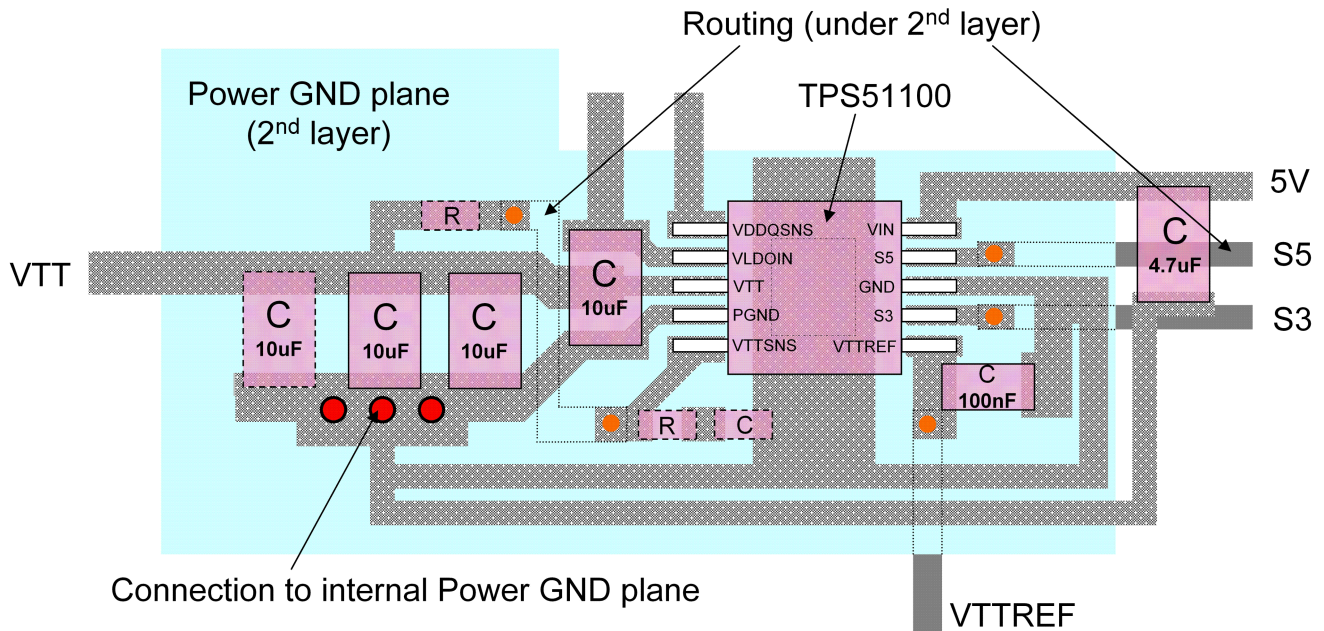 Routing (under 2nd layer)
Power GND plane
(2nd layer)
TPS51100
5V
S5
S3
VTT
R
C
10uF
C
10uF
C
10uF
C
10uF
VDDQSNS
VLDOIN
VTT
PGND
VTTSNS
VIN
S5
GND
S3
VTTREF
C
4.7uF
C
100nF
R
C
Connection to internal Power GND plane
VTTREF